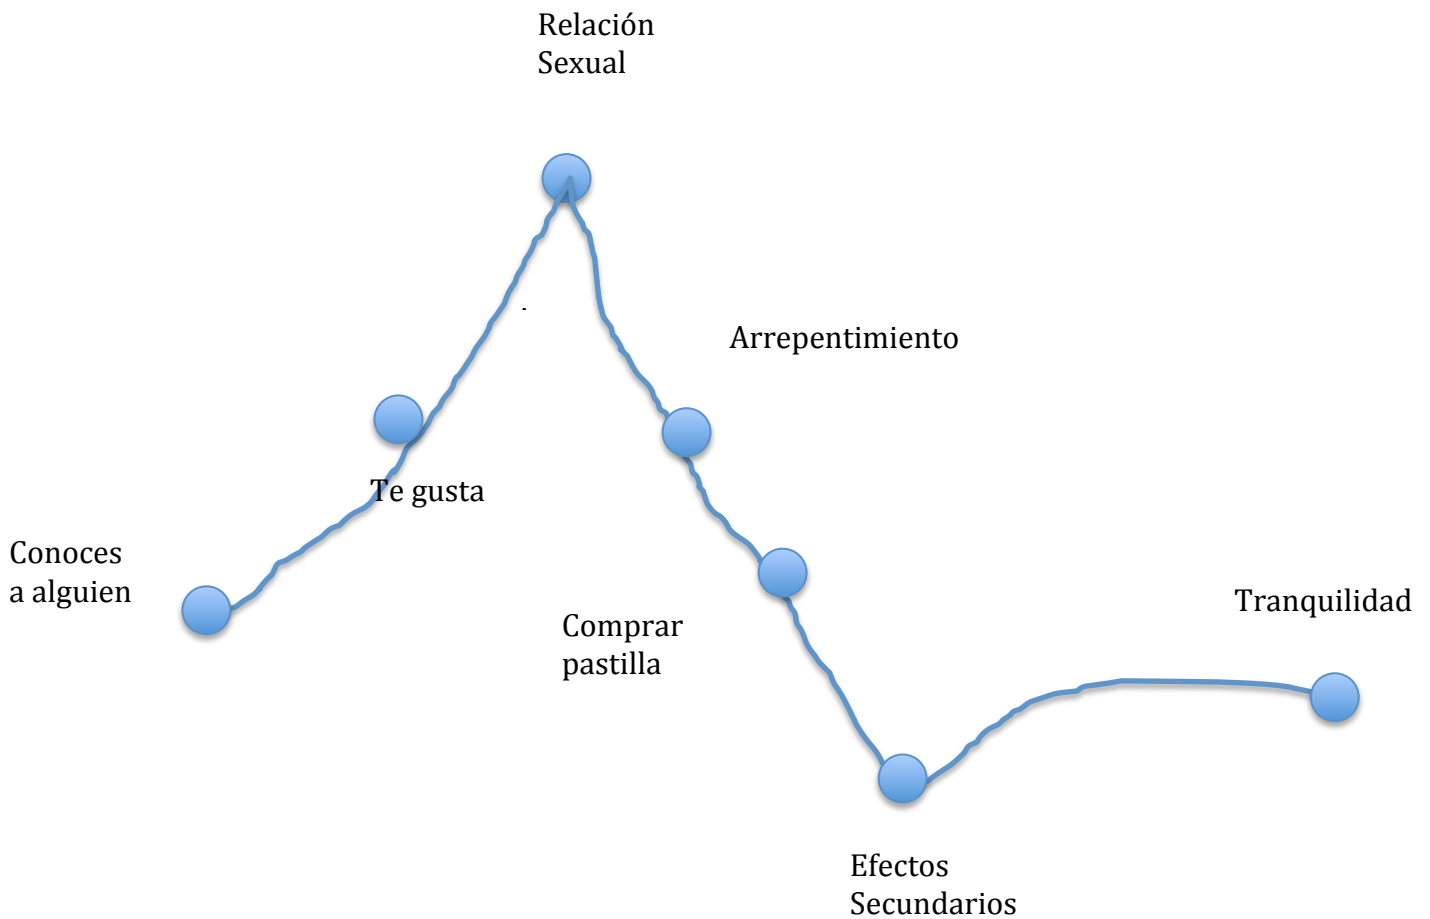 Relación
Sexual
Arrepentimiento
Te gusta
Conoces
a alguien
Comprar
pastilla
Tranquilidad
Efectos
Secundarios